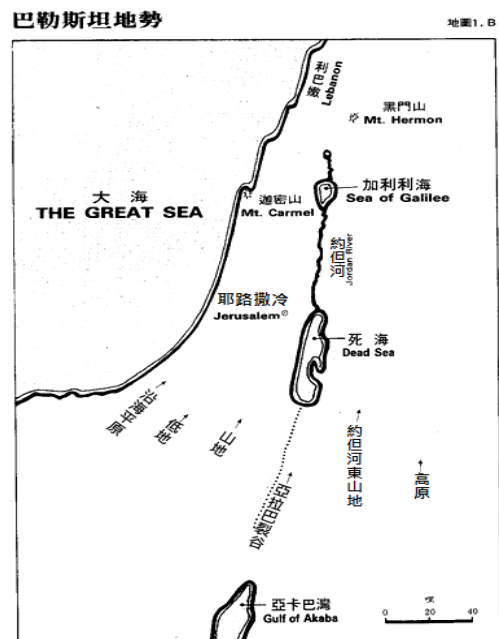 巴勒斯坦地勢
地圖1. B
利巴嫩
Lebanon
黑門山
Mt. Hermon
大 海
THE GREAT SEA
迦密山
Mt. Carmel
加利利海
Sea of Galilee
約但河
Jordan River
耶路撒冷
Jerusalem
死 海
Dead Sea
沿海平原
低地
山地
亞拉巴谿谷
約但河東山地
高原
亞卡巴灣
Gulf of Akaba
哩
0 20 40